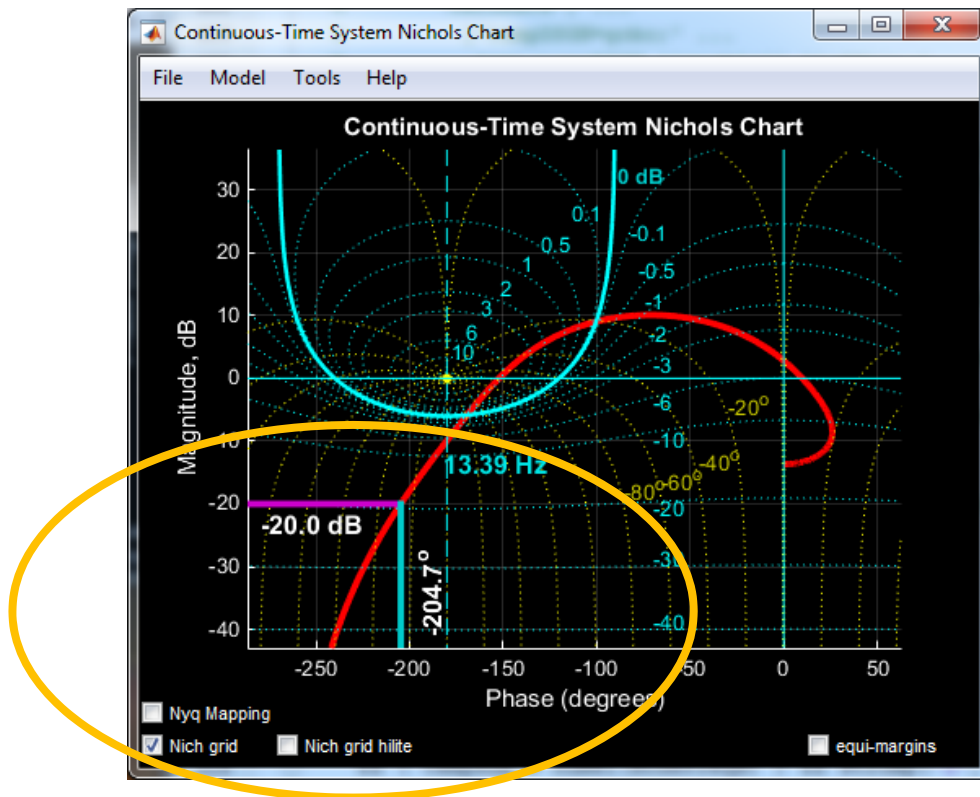 Continuous-Time System Nichols Chart
File Model Tools Help
Continuous-Time System Nichols Chart
Magnitude, dB
30
20
10
0
-10
-20
-30
-40
0 dB
0.1
0.5
1
2
3
6
10
-0.1
-0.5
-1
-2
-3
-6
-10
-20
-30
-40
-20°
-40°
-60°
-80°
13.39 Hz
-20.0 dB
-204.7°
-250 -200 -150 -100 -50 0 50
Phase (degrees)
Nyq Mapping
Nich grid Nich grid hilite equi-margins